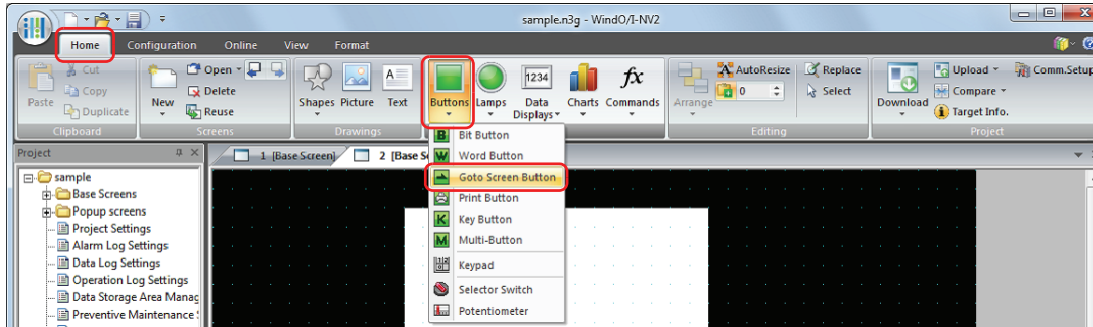 sample.n3g - WindO/I-NV2
Home Configuration Online View Format
Cut
Copy
Paste
Duplicate
Clipboard
New
Open
Delete
Reuse
Screens
Shapes Picture Text
Drawings
Buttons Lamps Data Displays Charts Commands
1234
fx
Arrange
AutoResize
0
Replace
Select
Editing
Download
Upload
Compare
Target Info.
Comm.Setup
Project
Bit Button
Word Button
Goto Screen Button
Print Button
Key Button
Multi-Button
Keypad
Selector Switch
Potentiometer
Project
1 [Base Screen]
2 [Base S
sample
Base Screens
Popup screens
Project Settings
Alarm Log Settings
Data Log Settings
Operation Log Settings
Data Storage Area Manag
Preventive Maintenance